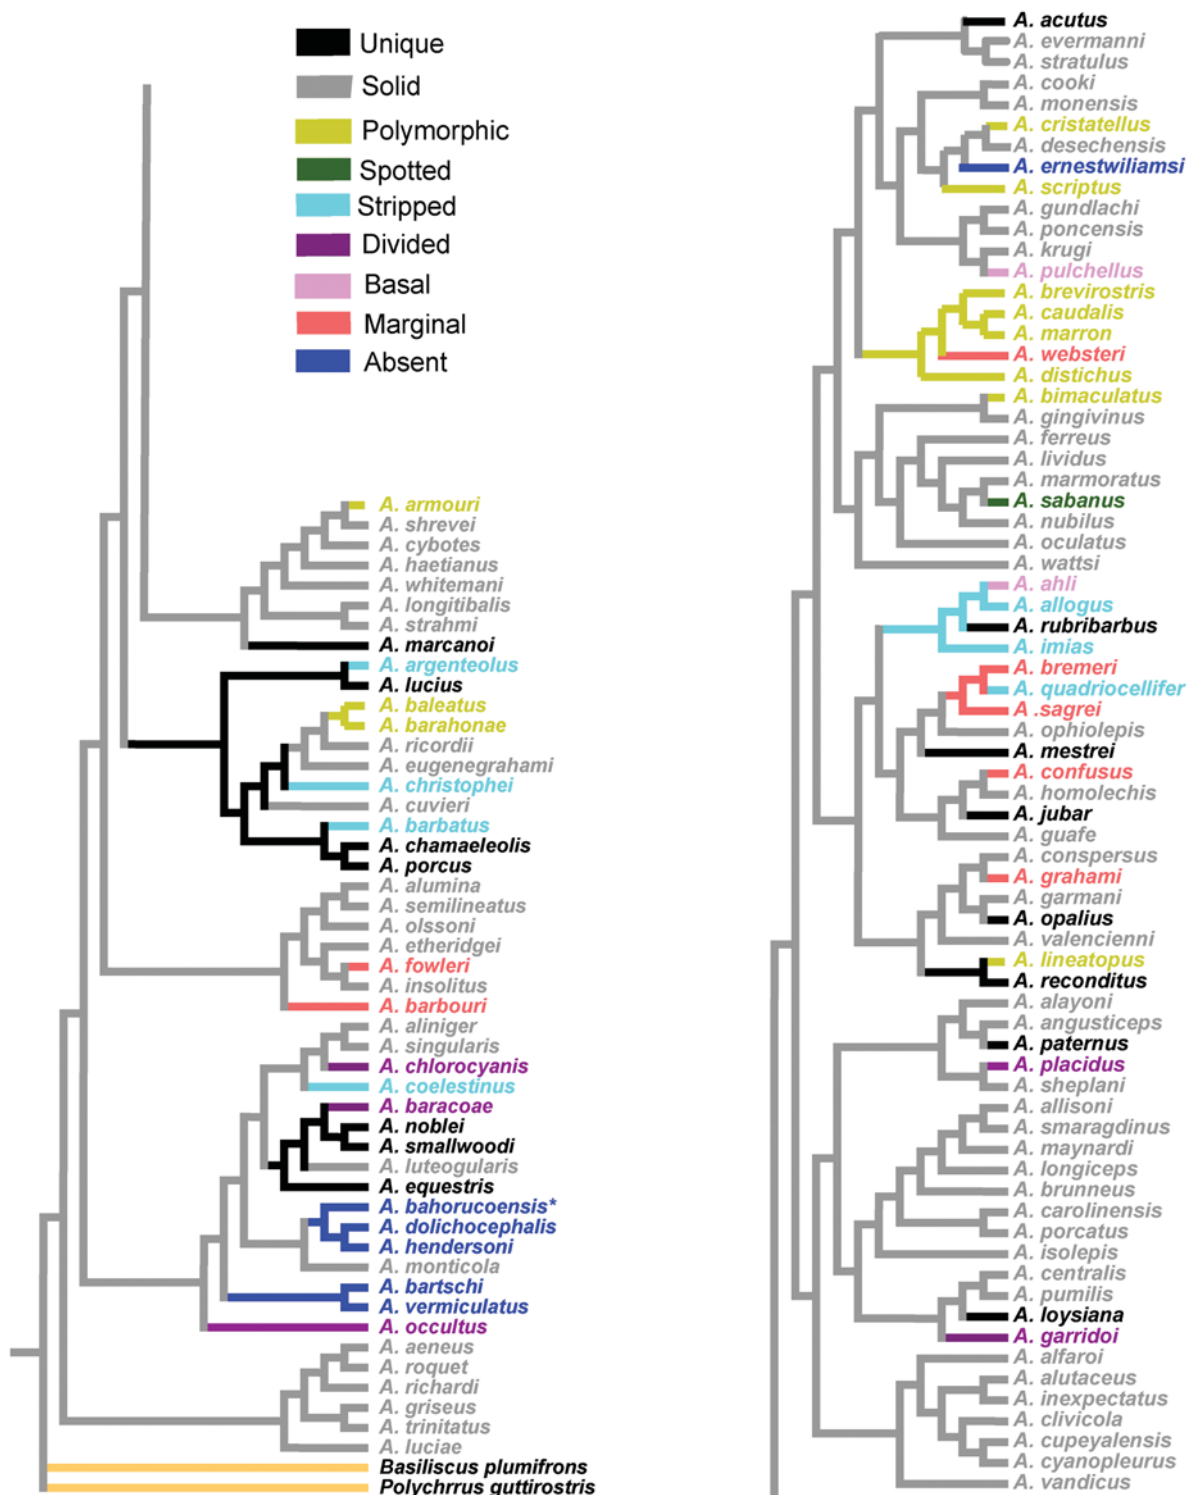 Unique
Solid
Polymorphic
Spotted
Stripped
Divided
Basal
Marginal
Absent
A. armouri
A. shrevei
A. cybotes
A. haetianus
A. whitemani
A. longitibalis
A. strahmi
A. marcanoi
A. argenteolus
A. lucius
A. baleatus
A. barahonae
A. ricordii
A. eugenegrahami
A. christophei
A. cuvieri
A. barbatus
A. chamaeleolis
A. porcus
A. alumina
A. semilineatus
A. olssoni
A. etheridgei
A. fowleri
A. insolitus
A. barbouri
A. aliniger
A. singularis
A. chlorocyanis
A. coelestinus
A. baracoae
A. noblei
A. smallwoodi
A. luteogularis
A. equestris
A. bahorucoensis*
A. dolichocephalis
A. hendersoni
A. monticola
A. bartschi
A. vermiculatus
A. occultus
A. aeneus
A. roquet
A. richardi
A. griseus
A. trinitatus
A. luciae
Basiliscus plumifrons
Polychrrus guttirostris
A. acutus
A. evermanni
A. stratulus
A. cooki
A. monensis
A. cristatellus
A. desechensis
A. ernestwiliamsi
A. scriptus
A. gundlachi
A. poncensis
A. krugi
A. pulchellus
A. brevirostris
A. caudalis
A. marron
A. websteri
A. distichus
A. bimaculatus
A. gingivinus
A. ferreus
A. lividus
A. marmoratus
A. sabanus
A. nubilus
A. oculatus
A. wattsi
A. ahli
A. allogus
A. rubribarbus
A. imias
A. bremeri
A. quadriocellifer
A .sagrei
A. ophiolepis
A. mestrei
A. confusus
A. homolechis
A. jubar
A. guafe
A. conspersus
A. grahami
A. garmani
A. opalius
A. valencienni
A. lineatopus
A. reconditus
A. alayoni
A. angusticeps
A. paternus
A. placidus
A. sheplani
A. allisoni
A. smaragdinus
A. maynardi
A. longiceps
A. brunneus
A. carolinensis
A. porcatus
A. isolepis
A. centralis
A. pumilis
A. loysiana
A. garridoi
A. alfaroi
A. alutaceus
A. inexpectatus
A. clivicola
A. cupeyalensis
A. cyanopleurus
A. vandicus